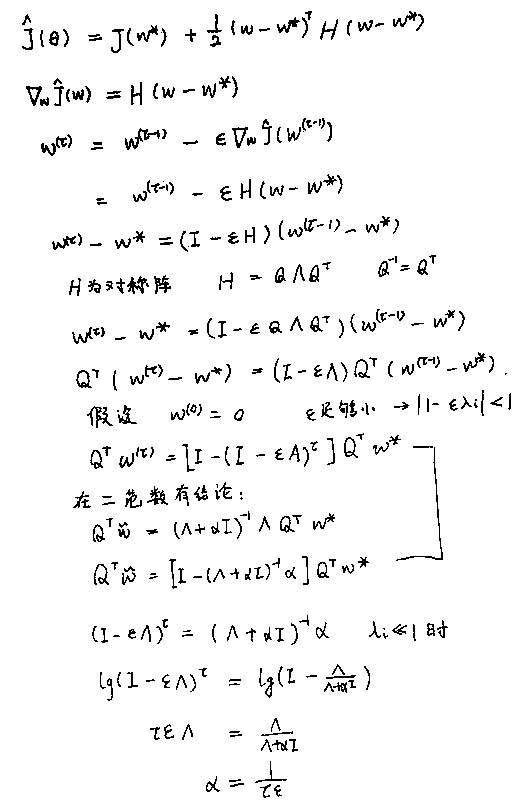 Ĵ(θ) = J(w*) + ½ (w - w*)ᵀ H (w - w*)
∇w Ĵ(w) = H (w - w*)
w^(τ) = w^(τ-1) - ε ∇w Ĵ(w^(τ-1))
= w^(τ-1) - ε H (w - w*)
w^(τ) - w* = (I - εH) (w^(τ-1) - w*)
H为对称阵 H = QΛQᵀ Q⁻¹ = Qᵀ
w^(τ) - w* = (I - εQΛQᵀ) (w^(τ-1) - w*)
Qᵀ (w^(τ) - w*) = (I - εΛ) Qᵀ (w^(τ-1) - w*).
假设 w^(0) = 0 ε足够小 → |1 - ελi| < 1
Qᵀ w^(τ) = [I - (I - εΛ)^τ] Qᵀ w*
在二范数有结论:
Qᵀ w̃ = (Λ + αI)⁻¹ Λ Qᵀ w*
Qᵀ w̃ = [I - (Λ + αI)⁻¹ α] Qᵀ w*
(I - εΛ)^τ = (Λ + αI)⁻¹ α λi ≪ 1 时
lg(I - εΛ)^τ = lg(I - Λ/(Λ+αI))
τεΛ = Λ/(Λ+αI)
α = 1/(τε)